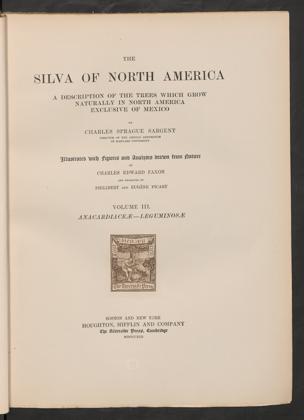 THE
SILVA OF NORTH AMERICA
A DESCRIPTION OF THE TREES WHICH GROW
NATURALLY IN NORTH AMERICA
EXCLUSIVE OF MEXICO
BY
CHARLES SPRAGUE SARGENT
DIRECTOR OF THE ARNOLD ARBORETUM
OF HARVARD UNIVERSITY
Illustrated with Figures and Analyses drawn from Nature
BY
CHARLES EDWARD FAXON
AND ENGRAVED BY
PHILIBERT AND EUGÈNE PICART
VOLUME III.
ANACARDIACEÆ—LEGUMINOSÆ
The Riverside Press
BOSTON AND NEW YORK
HOUGHTON, MIFFLIN AND COMPANY
The Riverside Press, Cambridge